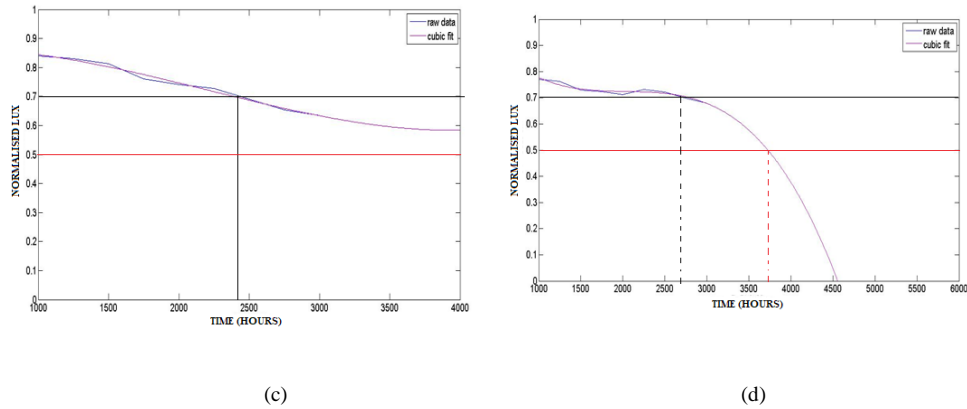 1
0.9
0.8
0.7
0.6
0.5
0.4
0.3
0.2
0.1
0
NORMALISED LUX
raw data
cubic fit
1000 1500 2000 2500 3000 3500 4000
TIME (HOURS)
(c)
1
0.9
0.8
0.7
0.6
0.5
0.4
0.3
0.2
0.1
0
NORMALISED LUX
raw data
cubic fit
1000 1500 2000 2500 3000 3500 4000 4500 5000 5500 6000
TIME (HOURS)
(d)